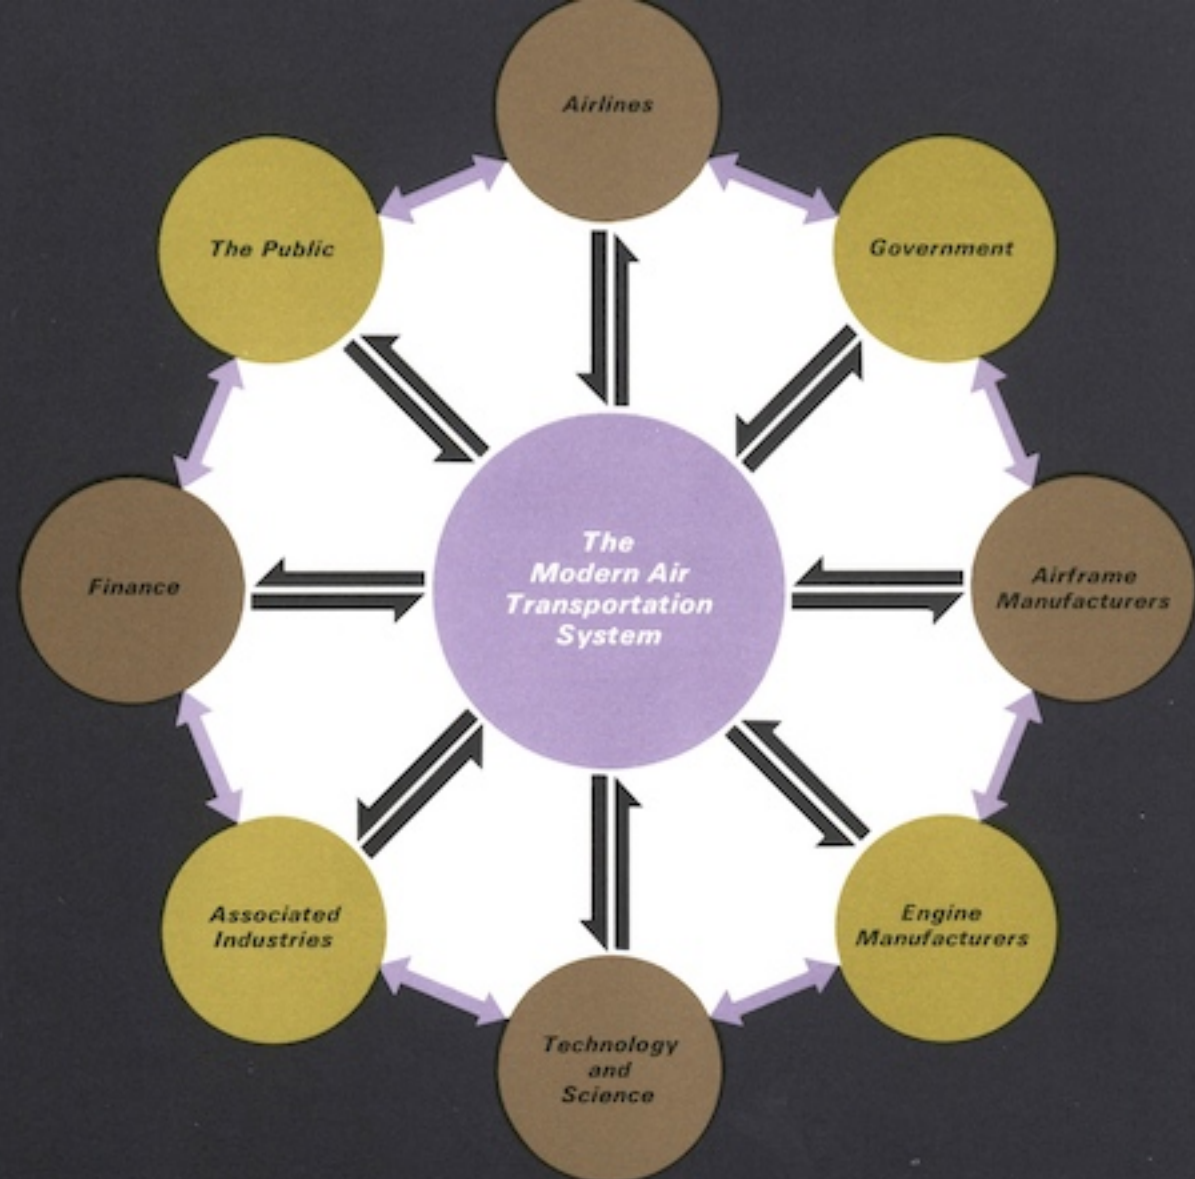 Airlines
The Public
Government
The
Modern Air
Transportation
System
Finance
Airframe
Manufacturers
Associated
Industries
Engine
Manufacturers
Technology
and
Science